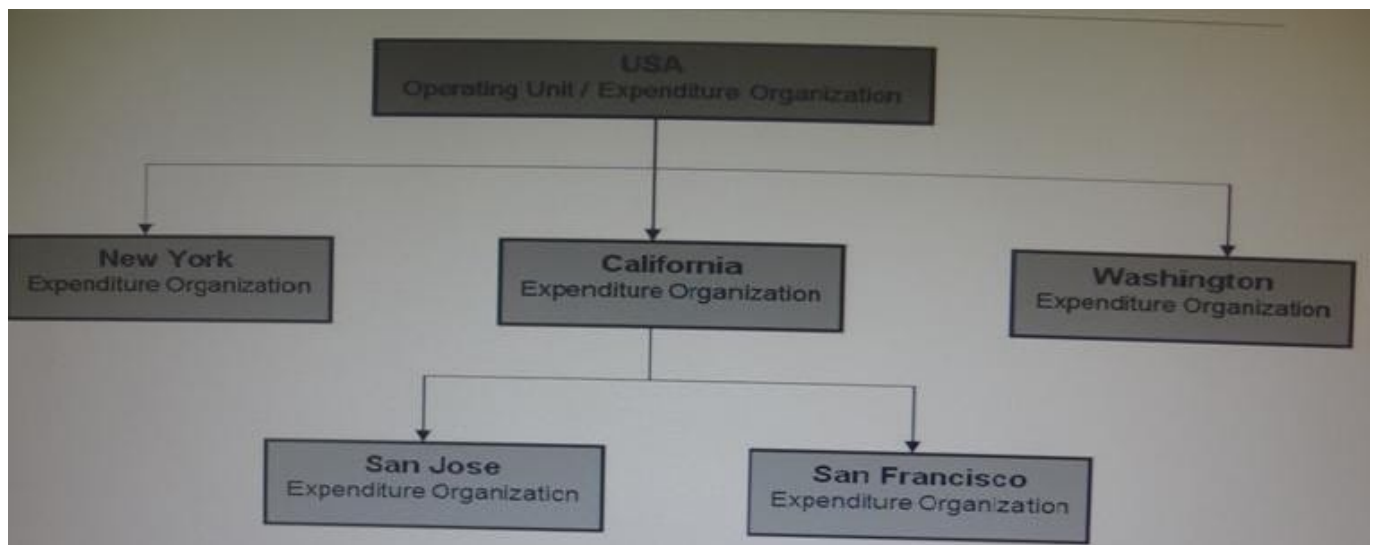 USA
Operating Unit / Expenditure Organization
New York
Expenditure Organization
California
Expenditure Organization
Washington
Expenditure Organization
San Jose
Expenditure Organization
San Francisco
Expenditure Organization